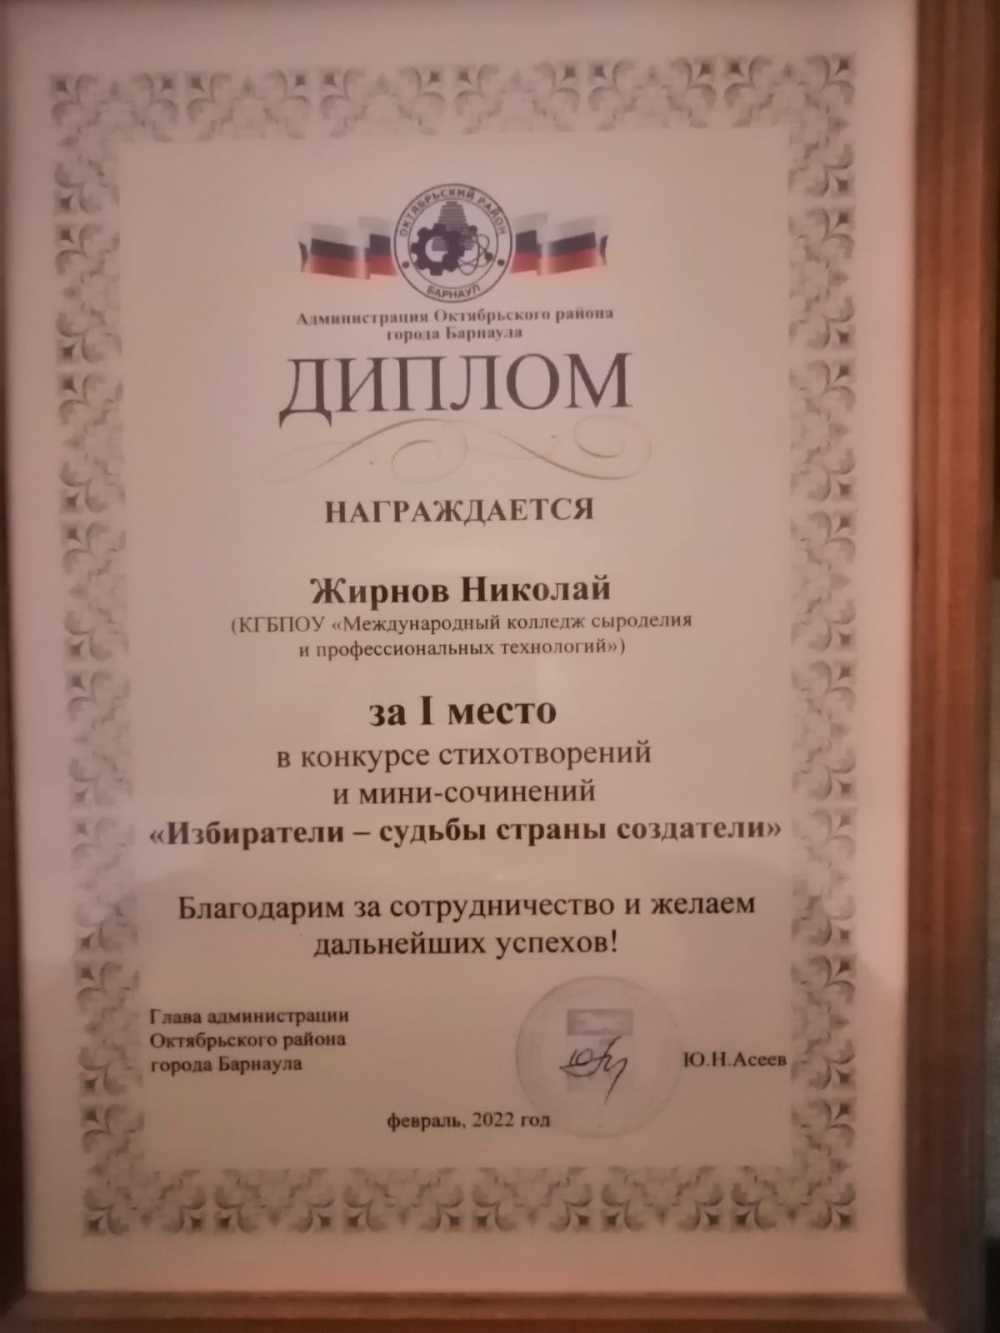 ОКТЯБРЬСКИЙ РАЙОН
БАРНАУЛ
Администрация Октябрьского района
города Барнаула
ДИПЛОМ
НАГРАЖДАЕТСЯ
Жирнов Николай
(КГБПОУ «Международный колледж сыроделия
и профессиональных технологий»)
за I место
в конкурсе стихотворений
и мини-сочинений
«Избиратели – судьбы страны создатели»
Благодарим за сотрудничество и желаем
дальнейших успехов!
Глава администрации
Октябрьского района
города Барнаула
Ю.Н.Асеев
февраль, 2022 год